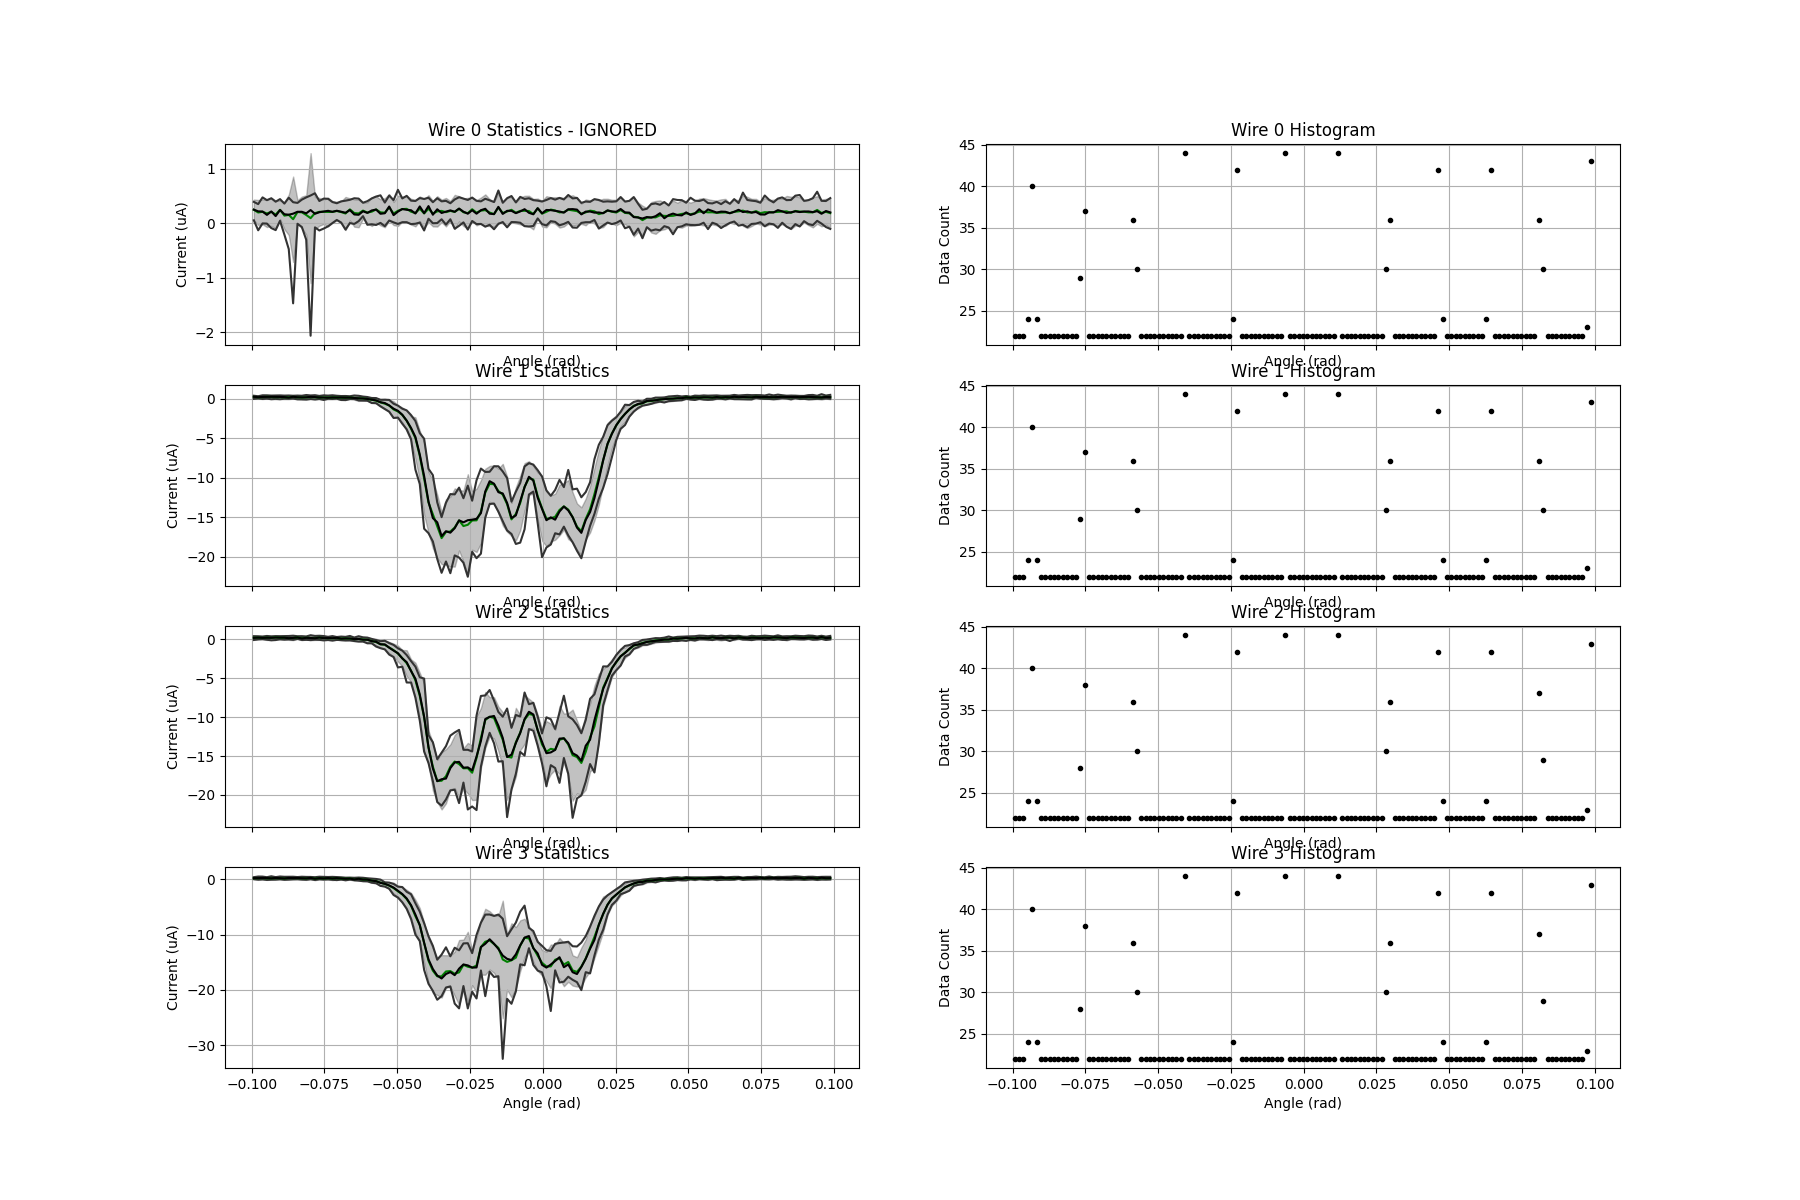 Wire 0 Statistics - IGNORED
Current (uA)
1
0
−1
−2
Angle (rad)
Wire 0 Histogram
Data Count
45
40
35
30
25
Angle (rad)
Wire 1 Statistics
Current (uA)
0
−5
−10
−15
−20
Angle (rad)
Wire 1 Histogram
Data Count
45
40
35
30
25
Angle (rad)
Wire 2 Statistics
Current (uA)
0
−5
−10
−15
−20
Angle (rad)
Wire 2 Histogram
Data Count
45
40
35
30
25
Angle (rad)
Wire 3 Statistics
Current (uA)
0
−10
−20
−30
−0.100 −0.075 −0.050 −0.025 0.000 0.025 0.050 0.075 0.100
Angle (rad)
Wire 3 Histogram
Data Count
45
40
35
30
25
−0.100 −0.075 −0.050 −0.025 0.000 0.025 0.050 0.075 0.100
Angle (rad)